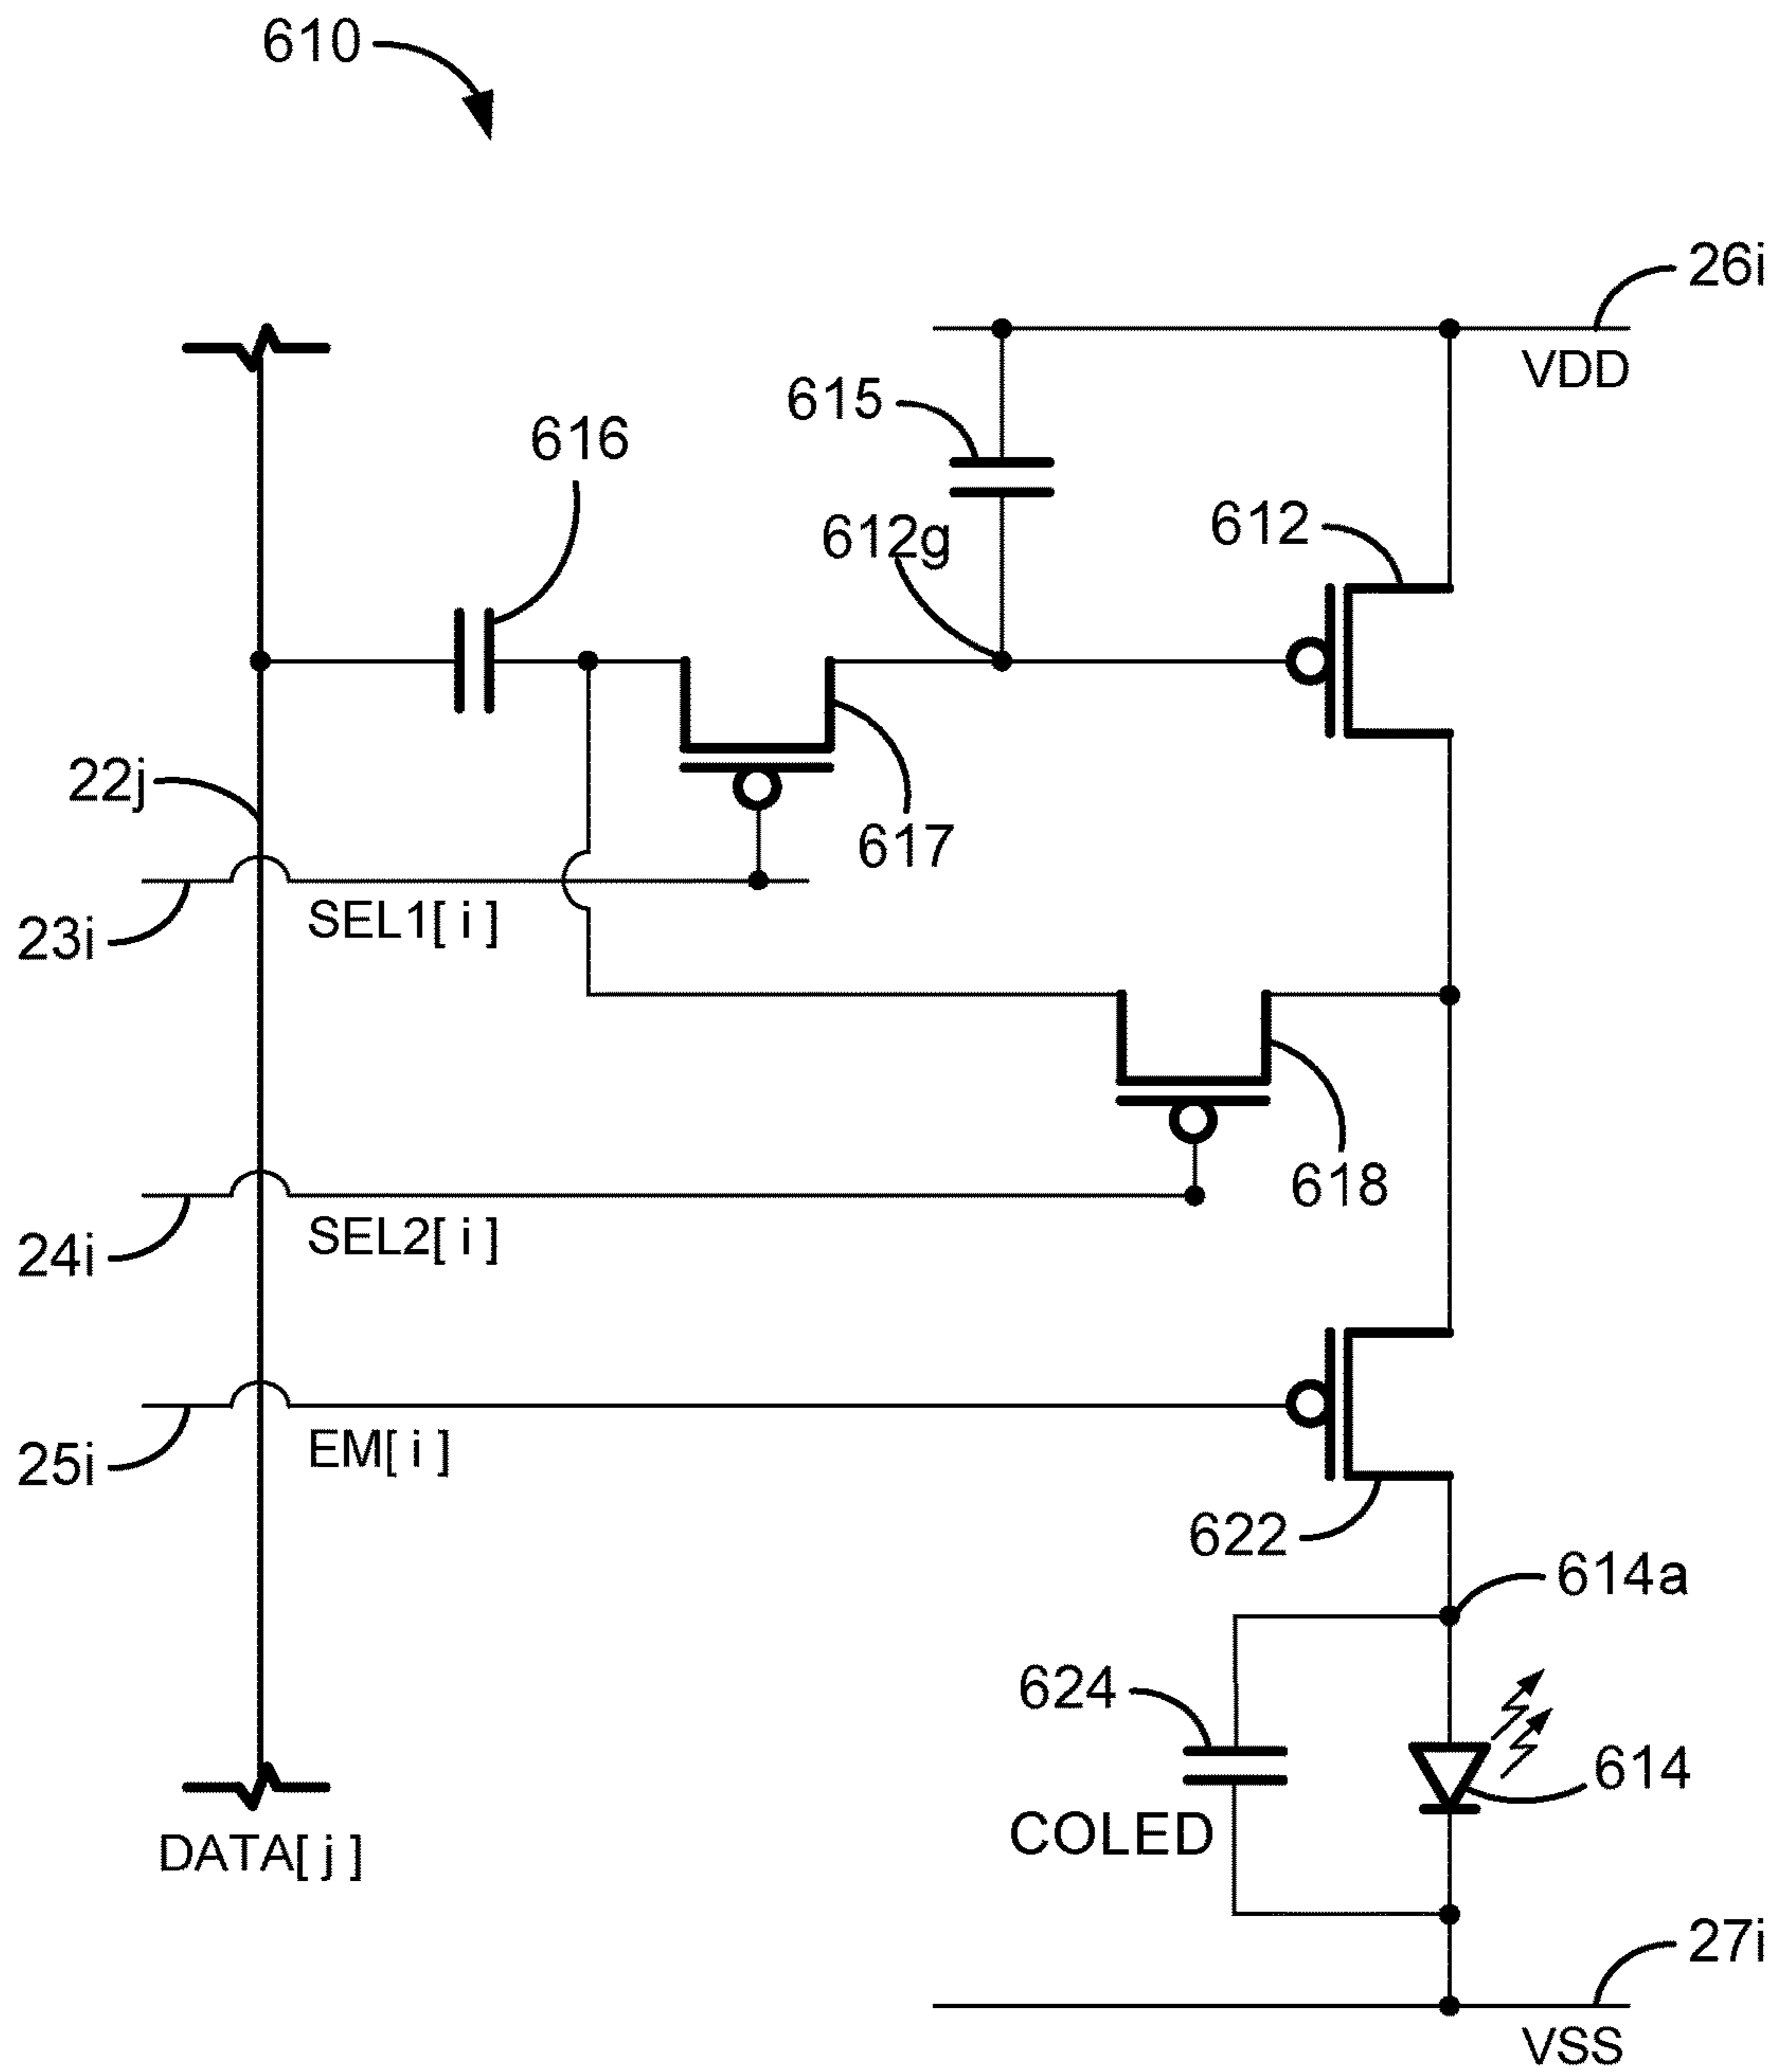 610
26i
VDD
615
616
612g
612
22j
617
23i
SEL1[ i ]
618
24i
SEL2[ i ]
25i
EM[ i ]
622
614a
624
614
COLED
DATA[ j ]
27i
VSS